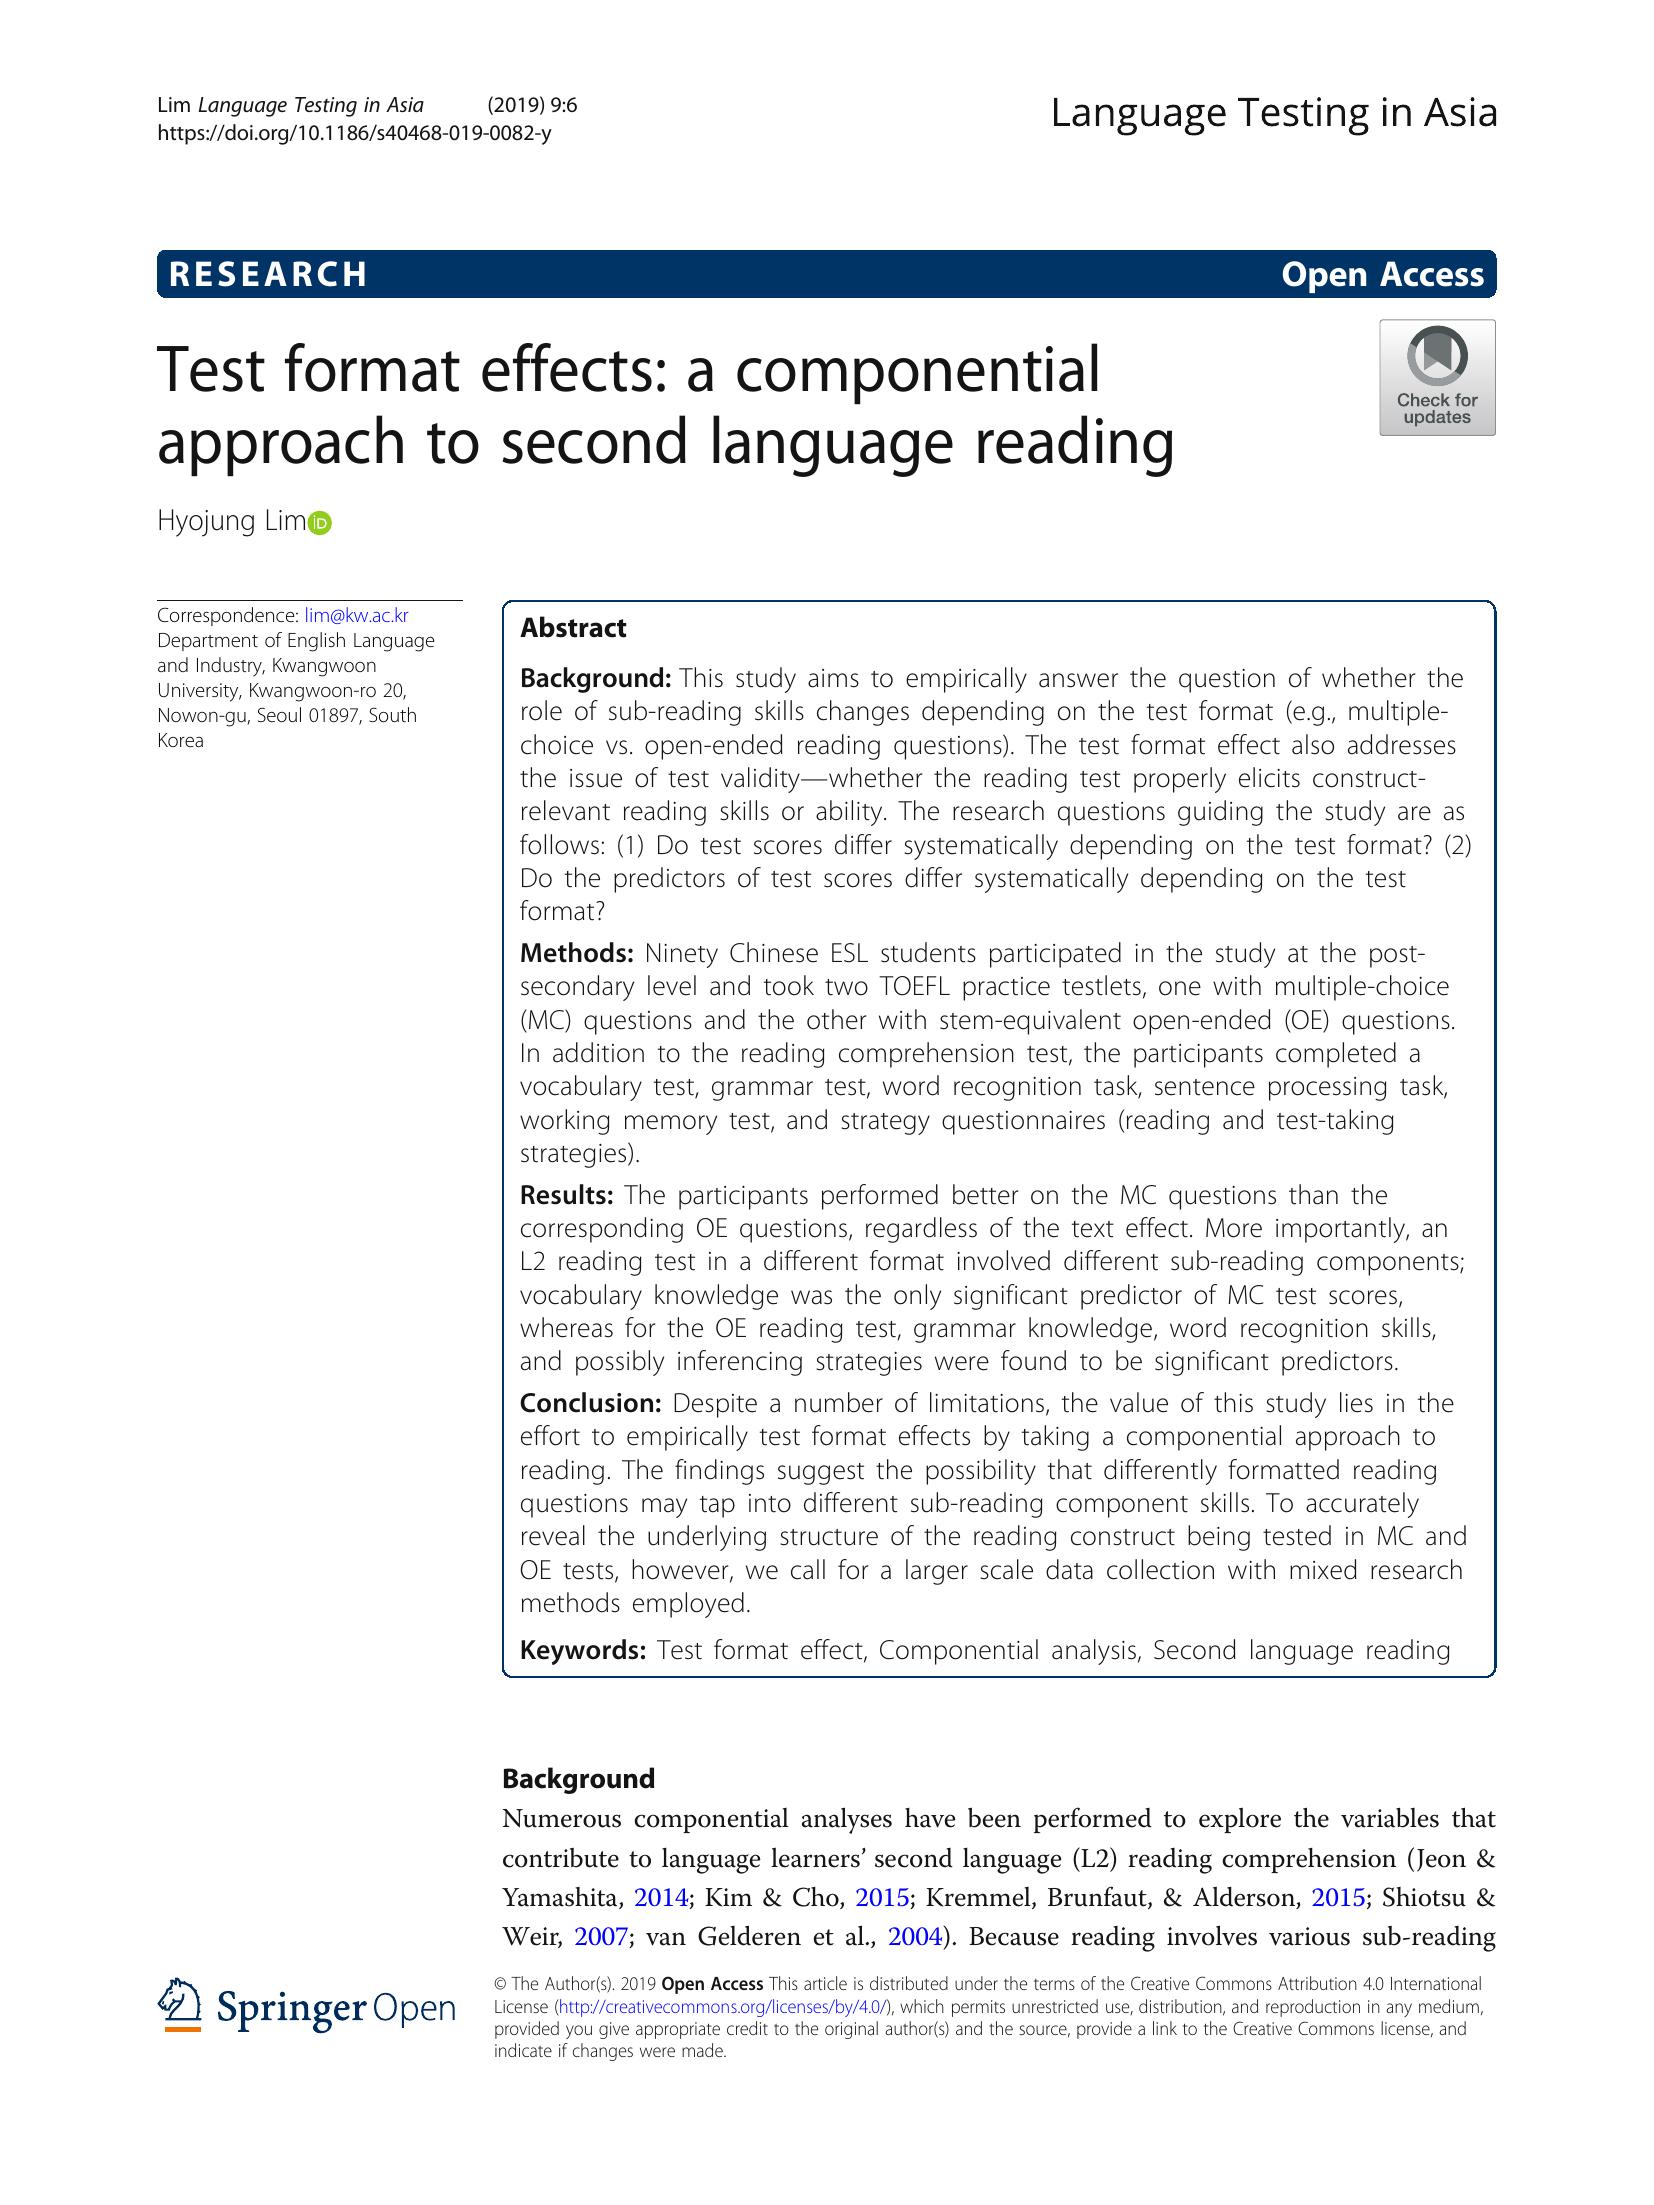 Lim Language Testing in Asia (2019) 9:6
https://doi.org/10.1186/s40468-019-0082-y
Language Testing in Asia
RESEARCH Open Access
Test format effects: a componential
approach to second language reading
Check for
updates
Hyojung Lim
iD
Correspondence: lim@kw.ac.kr
Department of English Language
and Industry, Kwangwoon
University, Kwangwoon-ro 20,
Nowon-gu, Seoul 01897, South
Korea
Abstract
Background: This study aims to empirically answer the question of whether the
role of sub-reading skills changes depending on the test format (e.g., multiple-
choice vs. open-ended reading questions). The test format effect also addresses
the issue of test validity—whether the reading test properly elicits construct-
relevant reading skills or ability. The research questions guiding the study are as
follows: (1) Do test scores differ systematically depending on the test format? (2)
Do the predictors of test scores differ systematically depending on the test
format?
Methods: Ninety Chinese ESL students participated in the study at the post-
secondary level and took two TOEFL practice testlets, one with multiple-choice
(MC) questions and the other with stem-equivalent open-ended (OE) questions.
In addition to the reading comprehension test, the participants completed a
vocabulary test, grammar test, word recognition task, sentence processing task,
working memory test, and strategy questionnaires (reading and test-taking
strategies).
Results: The participants performed better on the MC questions than the
corresponding OE questions, regardless of the text effect. More importantly, an
L2 reading test in a different format involved different sub-reading components;
vocabulary knowledge was the only significant predictor of MC test scores,
whereas for the OE reading test, grammar knowledge, word recognition skills,
and possibly inferencing strategies were found to be significant predictors.
Conclusion: Despite a number of limitations, the value of this study lies in the
effort to empirically test format effects by taking a componential approach to
reading. The findings suggest the possibility that differently formatted reading
questions may tap into different sub-reading component skills. To accurately
reveal the underlying structure of the reading construct being tested in MC and
OE tests, however, we call for a larger scale data collection with mixed research
methods employed.
Keywords: Test format effect, Componential analysis, Second language reading
Background
Numerous componential analyses have been performed to explore the variables that
contribute to language learners’ second language (L2) reading comprehension (Jeon &
Yamashita, 2014; Kim & Cho, 2015; Kremmel, Brunfaut, & Alderson, 2015; Shiotsu &
Weir, 2007; van Gelderen et al., 2004). Because reading involves various sub-reading
Springer Open
© The Author(s). 2019 Open Access This article is distributed under the terms of the Creative Commons Attribution 4.0 International
License (http://creativecommons.org/licenses/by/4.0/), which permits unrestricted use, distribution, and reproduction in any medium,
provided you give appropriate credit to the original author(s) and the source, provide a link to the Creative Commons license, and
indicate if changes were made.